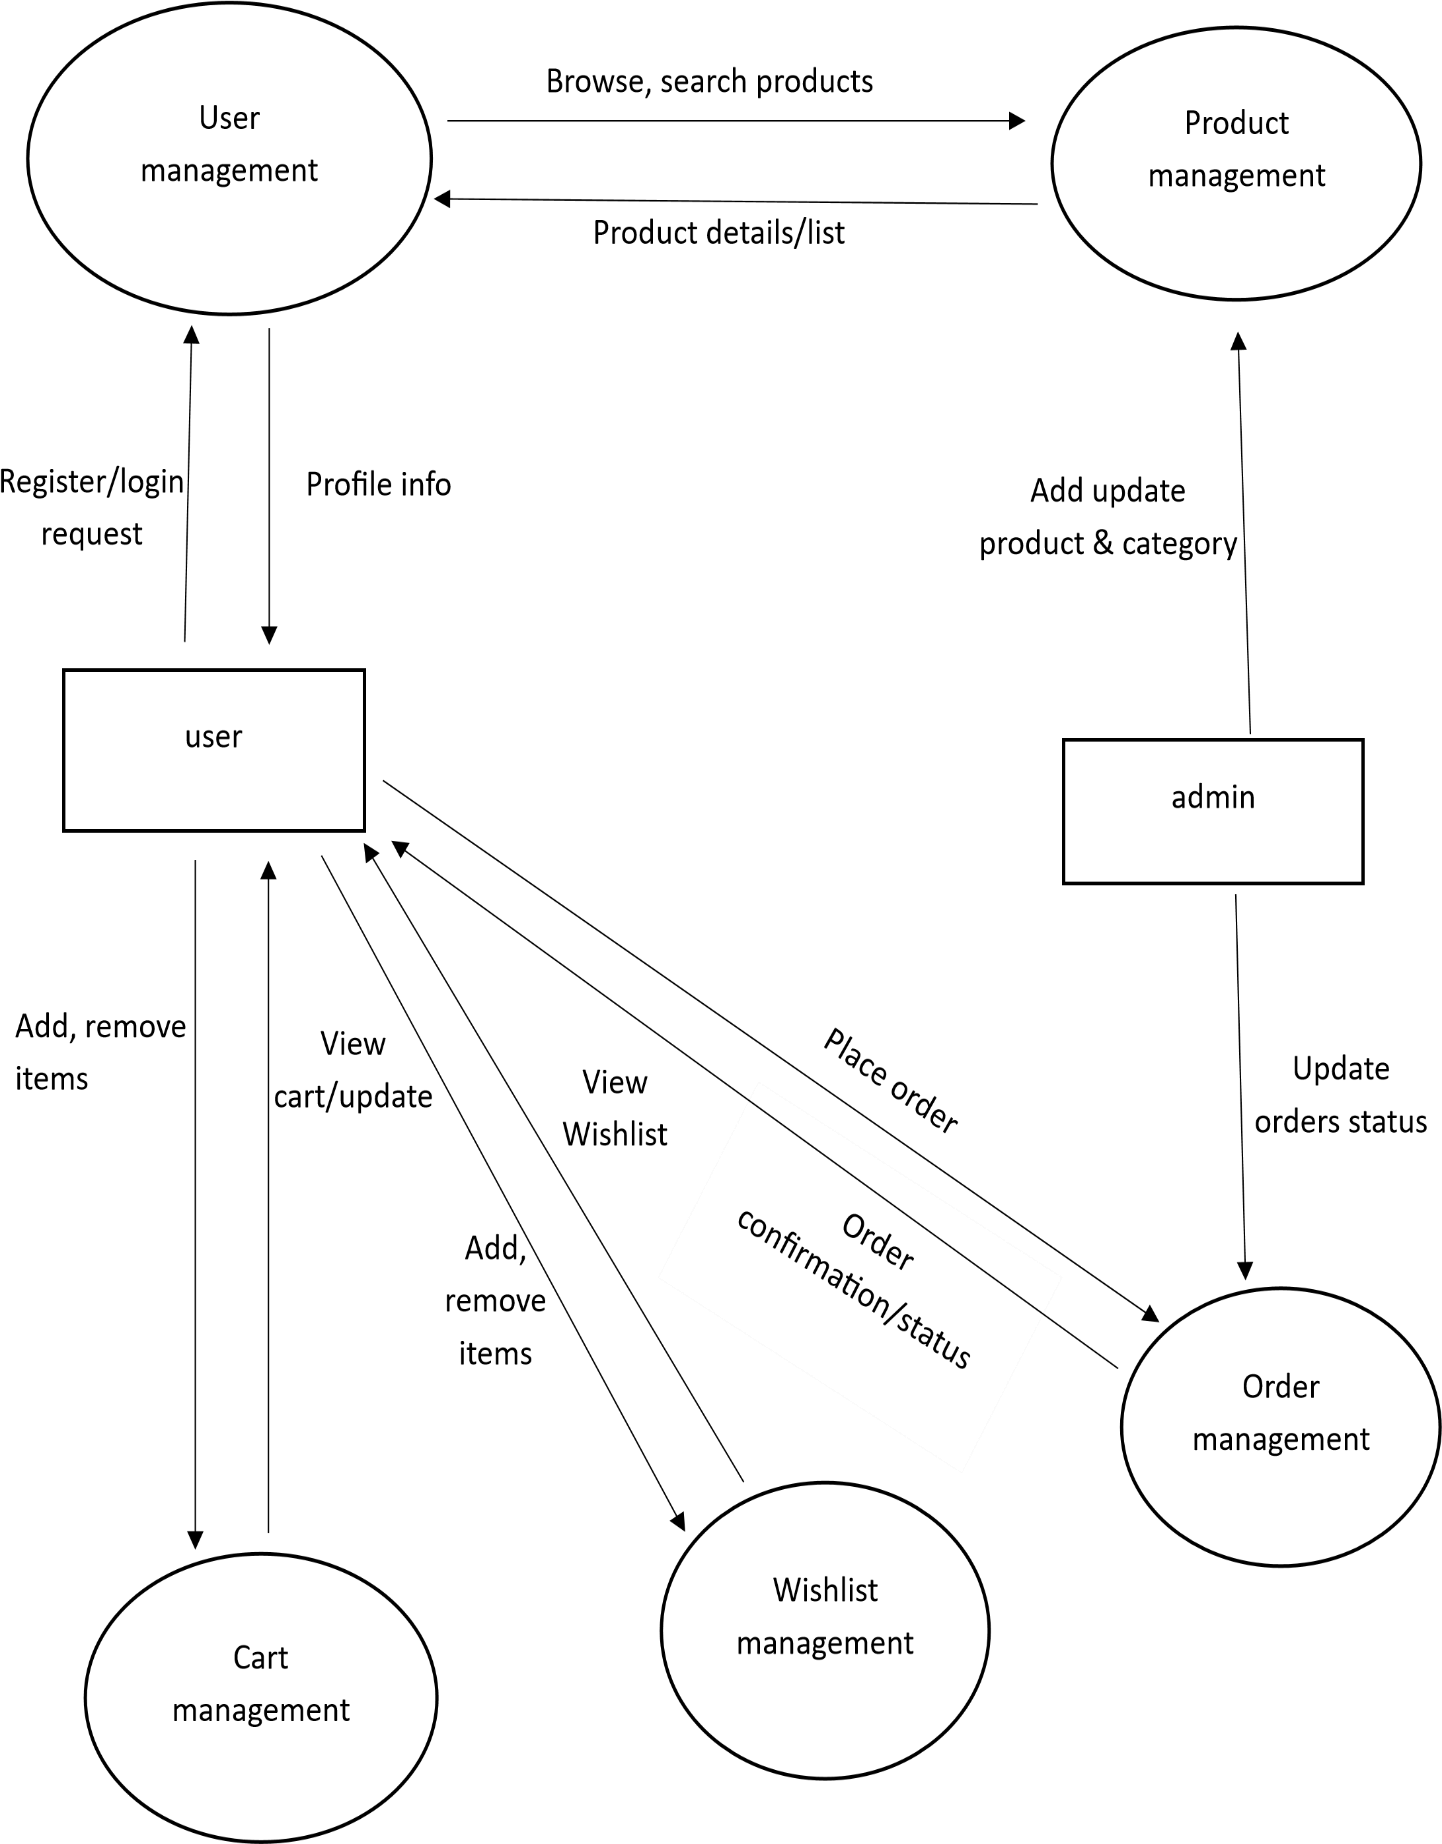 User
management
Browse, search products
Product
management
Product details/list
Register/login
request
Profile info
Add update
product & category
user
admin
Add, remove
items
View
cart/update
View
Wishlist
Place order
Update
orders status
Add,
remove
items
Order
confirmation/status
Order
management
Wishlist
management
Cart
management